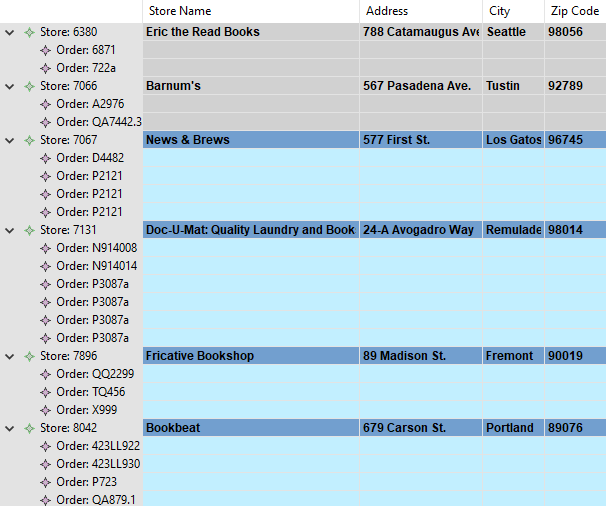 Store Name Address City Zip Code
Store: 6380 Eric the Read Books 788 Catamaugus Ave Seattle 98056
Order: 6871
Order: 722a
Store: 7066 Barnum's 567 Pasadena Ave. Tustin 92789
Order: A2976
Order: QA7442.3
Store: 7067 News & Brews 577 First St. Los Gatos 96745
Order: D4482
Order: P2121
Order: P2121
Order: P2121
Store: 7131 Doc-U-Mat: Quality Laundry and Book 24-A Avogadro Way Remulade 98014
Order: N914008
Order: N914014
Order: P3087a
Order: P3087a
Order: P3087a
Order: P3087a
Store: 7896 Fricative Bookshop 89 Madison St. Fremont 90019
Order: QQ2299
Order: TQ456
Order: X999
Store: 8042 Bookbeat 679 Carson St. Portland 89076
Order: 423LL922
Order: 423LL930
Order: P723
Order: QA879.1